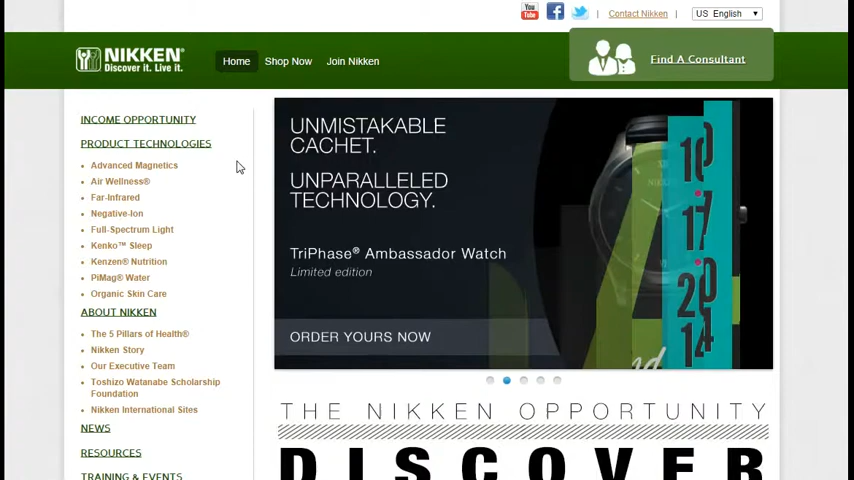 You
Tube
Contact Nikken
US English
NIKKEN®
Discover it. Live it.
Home
Shop Now
Join Nikken
Find A Consultant
INCOME OPPORTUNITY
PRODUCT TECHNOLOGIES
Advanced Magnetics
Air Wellness®
Far-Infrared
Negative-Ion
Full-Spectrum Light
Kenko™ Sleep
Kenzen® Nutrition
PiMag® Water
Organic Skin Care
ABOUT NIKKEN
The 5 Pillars of Health®
Nikken Story
Our Executive Team
Toshizo Watanabe Scholarship
Foundation
Nikken International Sites
NEWS
RESOURCES
TRAINING & EVENTS
UNMISTAKABLE
CACHET.
UNPARALLELED
TECHNOLOGY.
TriPhase® Ambassador Watch
Limited edition
ORDER YOURS NOW
THE NIKKEN OPPORTUNITY
DISCOVER